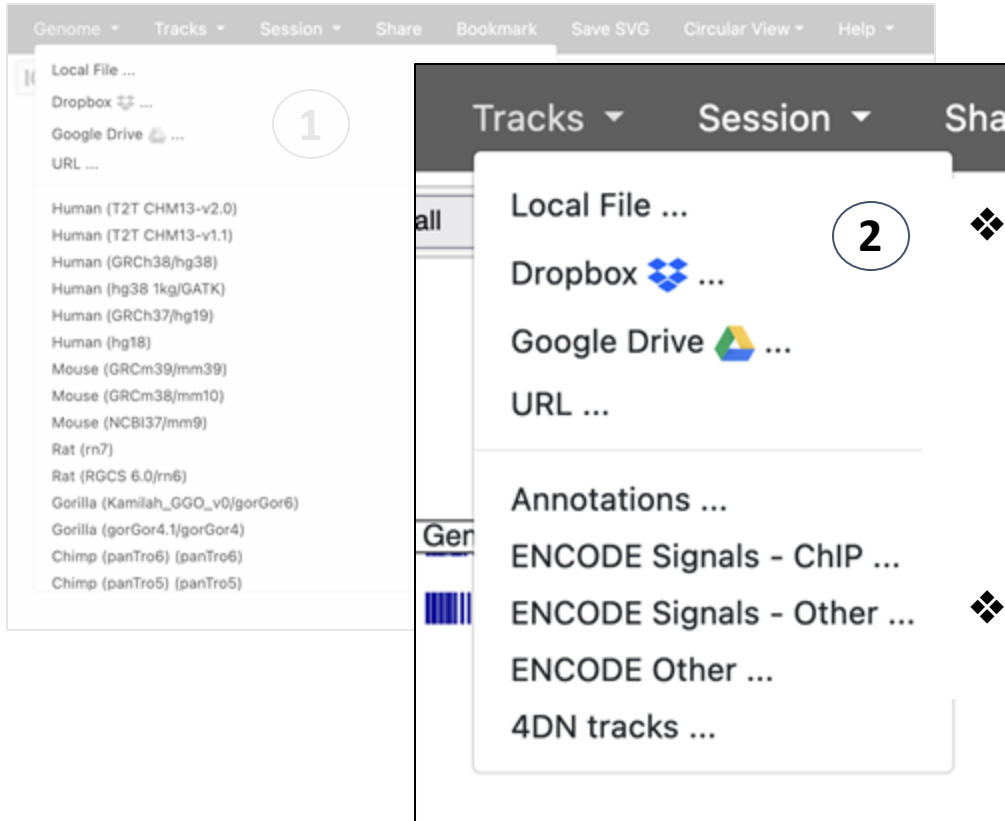 Genome Tracks Session Share Bookmark Save SVG Circular View Help
Local File ...
Dropbox ...
Google Drive ...
URL ....
1
Human (T2T CHM13-v2.0)
Human (T2T CHM13-v1.1)
Human (GRCh38/hg38)
Human (hg38 1kg/GATK)
Human (GRCh37/hg19)
Human (hg18)
Mouse (GRCm39/mm39)
Mouse (GRCm38/mm10)
Mouse (NCBI37/mm9)
Rat (rn7)
Rat (RGCS 6.0/rn6)
Gorilla (Kamilah_GGO_v0/gorGor6)
Gorilla (gorGor4.1/gorGor4)
Chimp (panTro6) (panTro6)
Chimp (panTro5) (panTro5)
Tracks Session Sha
all
Local File ...
2
Dropbox ...
Google Drive ...
URL ...
Gen
Annotations ...
ENCODE Signals - ChIP ...
ENCODE Signals - Other ...
ENCODE Other ...
4DN tracks ...